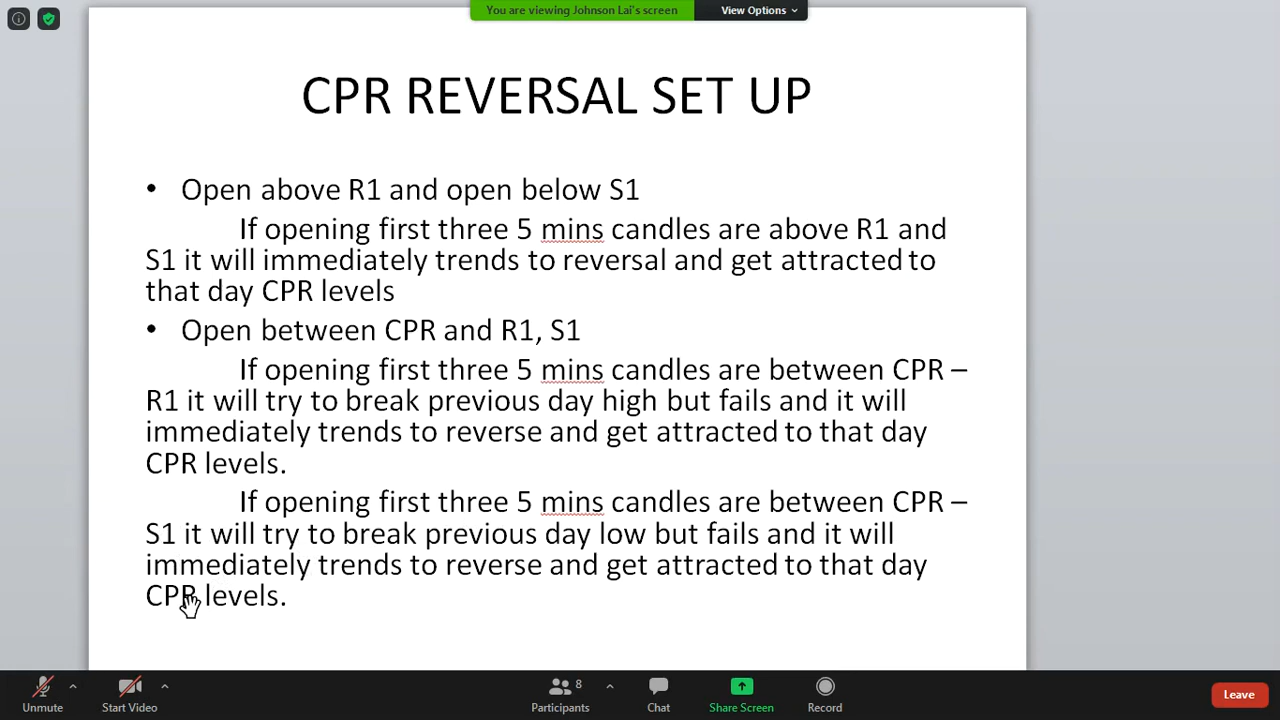 You are viewing Johnson Lai's screen
View Options
CPR REVERSAL SET UP
• Open above R1 and open below S1
If opening first three 5 mins candles are above R1 and
S1 it will immediately trends to reversal and get attracted to
that day CPR levels
• Open between CPR and R1, S1
If opening first three 5 mins candles are between CPR –
R1 it will try to break previous day high but fails and it will
immediately trends to reverse and get attracted to that day
CPR levels.
If opening first three 5 mins candles are between CPR –
S1 it will try to break previous day low but fails and it will
immediately trends to reverse and get attracted to that day
CPR levels.
8
Unmute
Start Video
Participants
Chat
Share Screen
Record
Leave